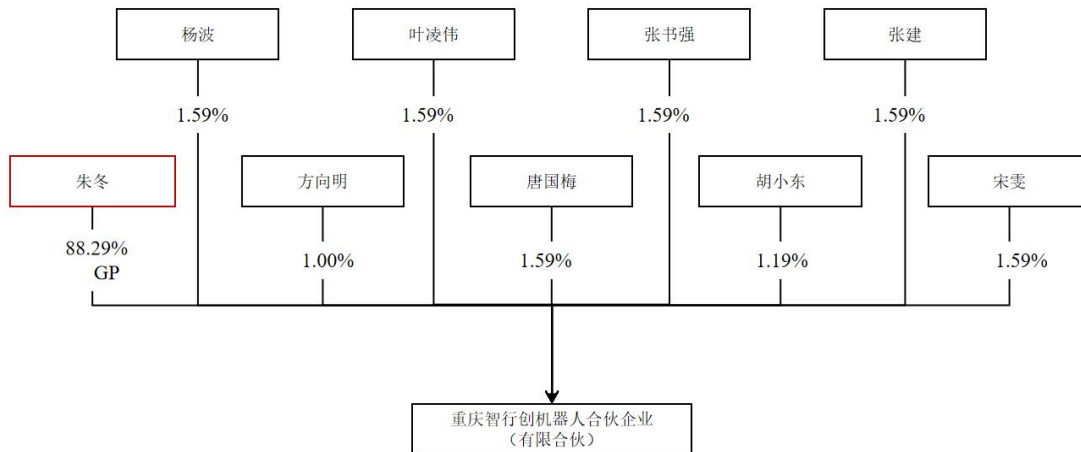 杨波
叶凌伟
张书强
张建
1.59%
1.59%
1.59%
1.59%
朱冬
方向明
唐国梅
胡小东
宋雯
88.29%
GP
1.00%
1.59%
1.19%
1.59%
重庆智行创机器人合伙企业
（有限合伙）